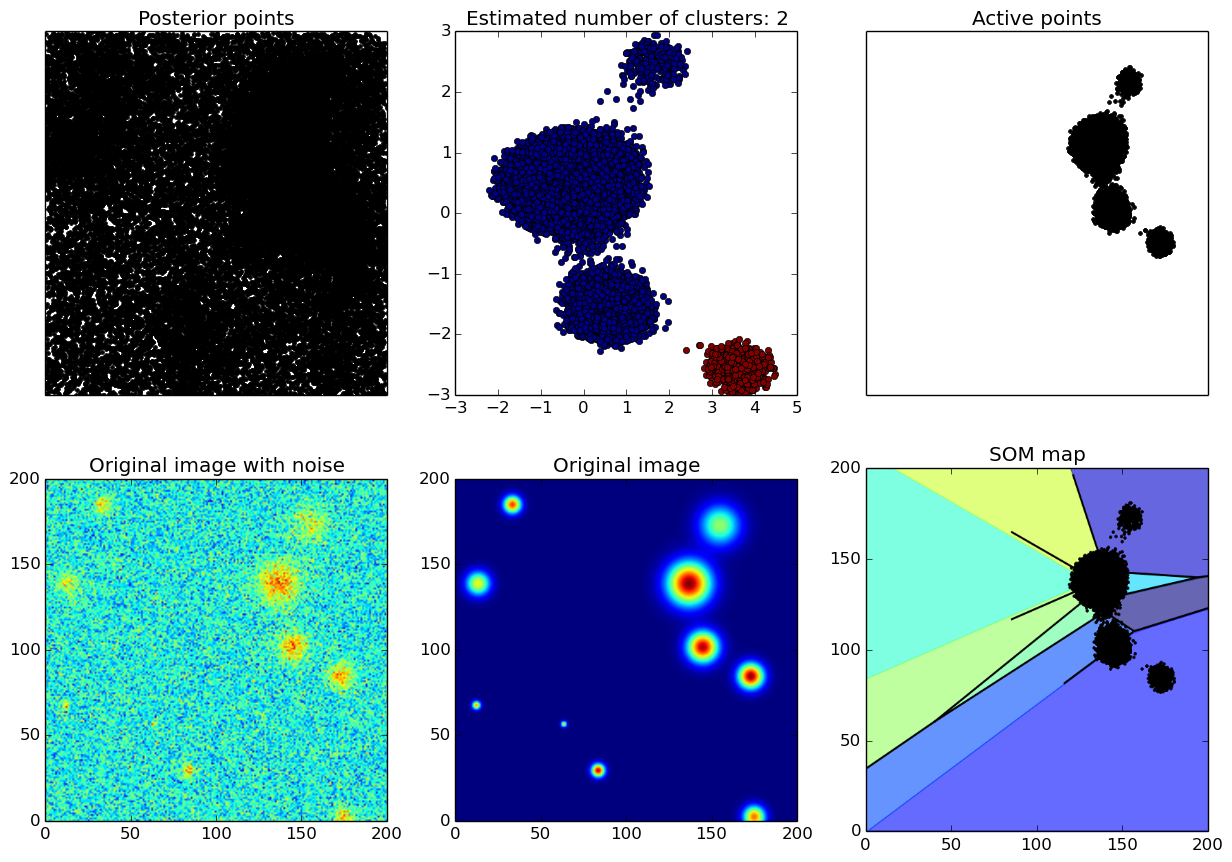 Posterior points
Estimated number of clusters: 2
Active points
3
2
1
0
−1
−2
−3
−3 −2 −1 0 1 2 3 4 5
Original image with noise
Original image
SOM map
200
150
100
50
0
0 50 100 150 200
200
150
100
50
0
0 50 100 150 200
200
150
100
50
0
0 50 100 150 200